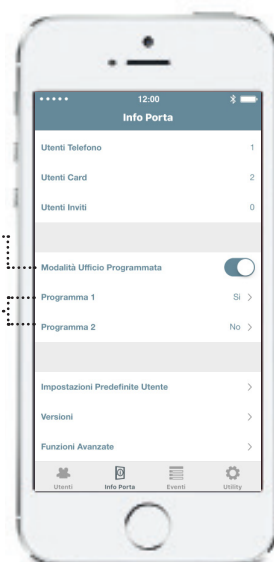 12:00
Info Porta
Utenti Telefono 1
Utenti Card 2
Utenti Inviti 0
Modalità Ufficio Programmata
Programma 1 Si >
Programma 2 No >
Impostazioni Predefinite Utente >
Versioni >
Funzioni Avanzate >
Utenti Info Porta Eventi Utility